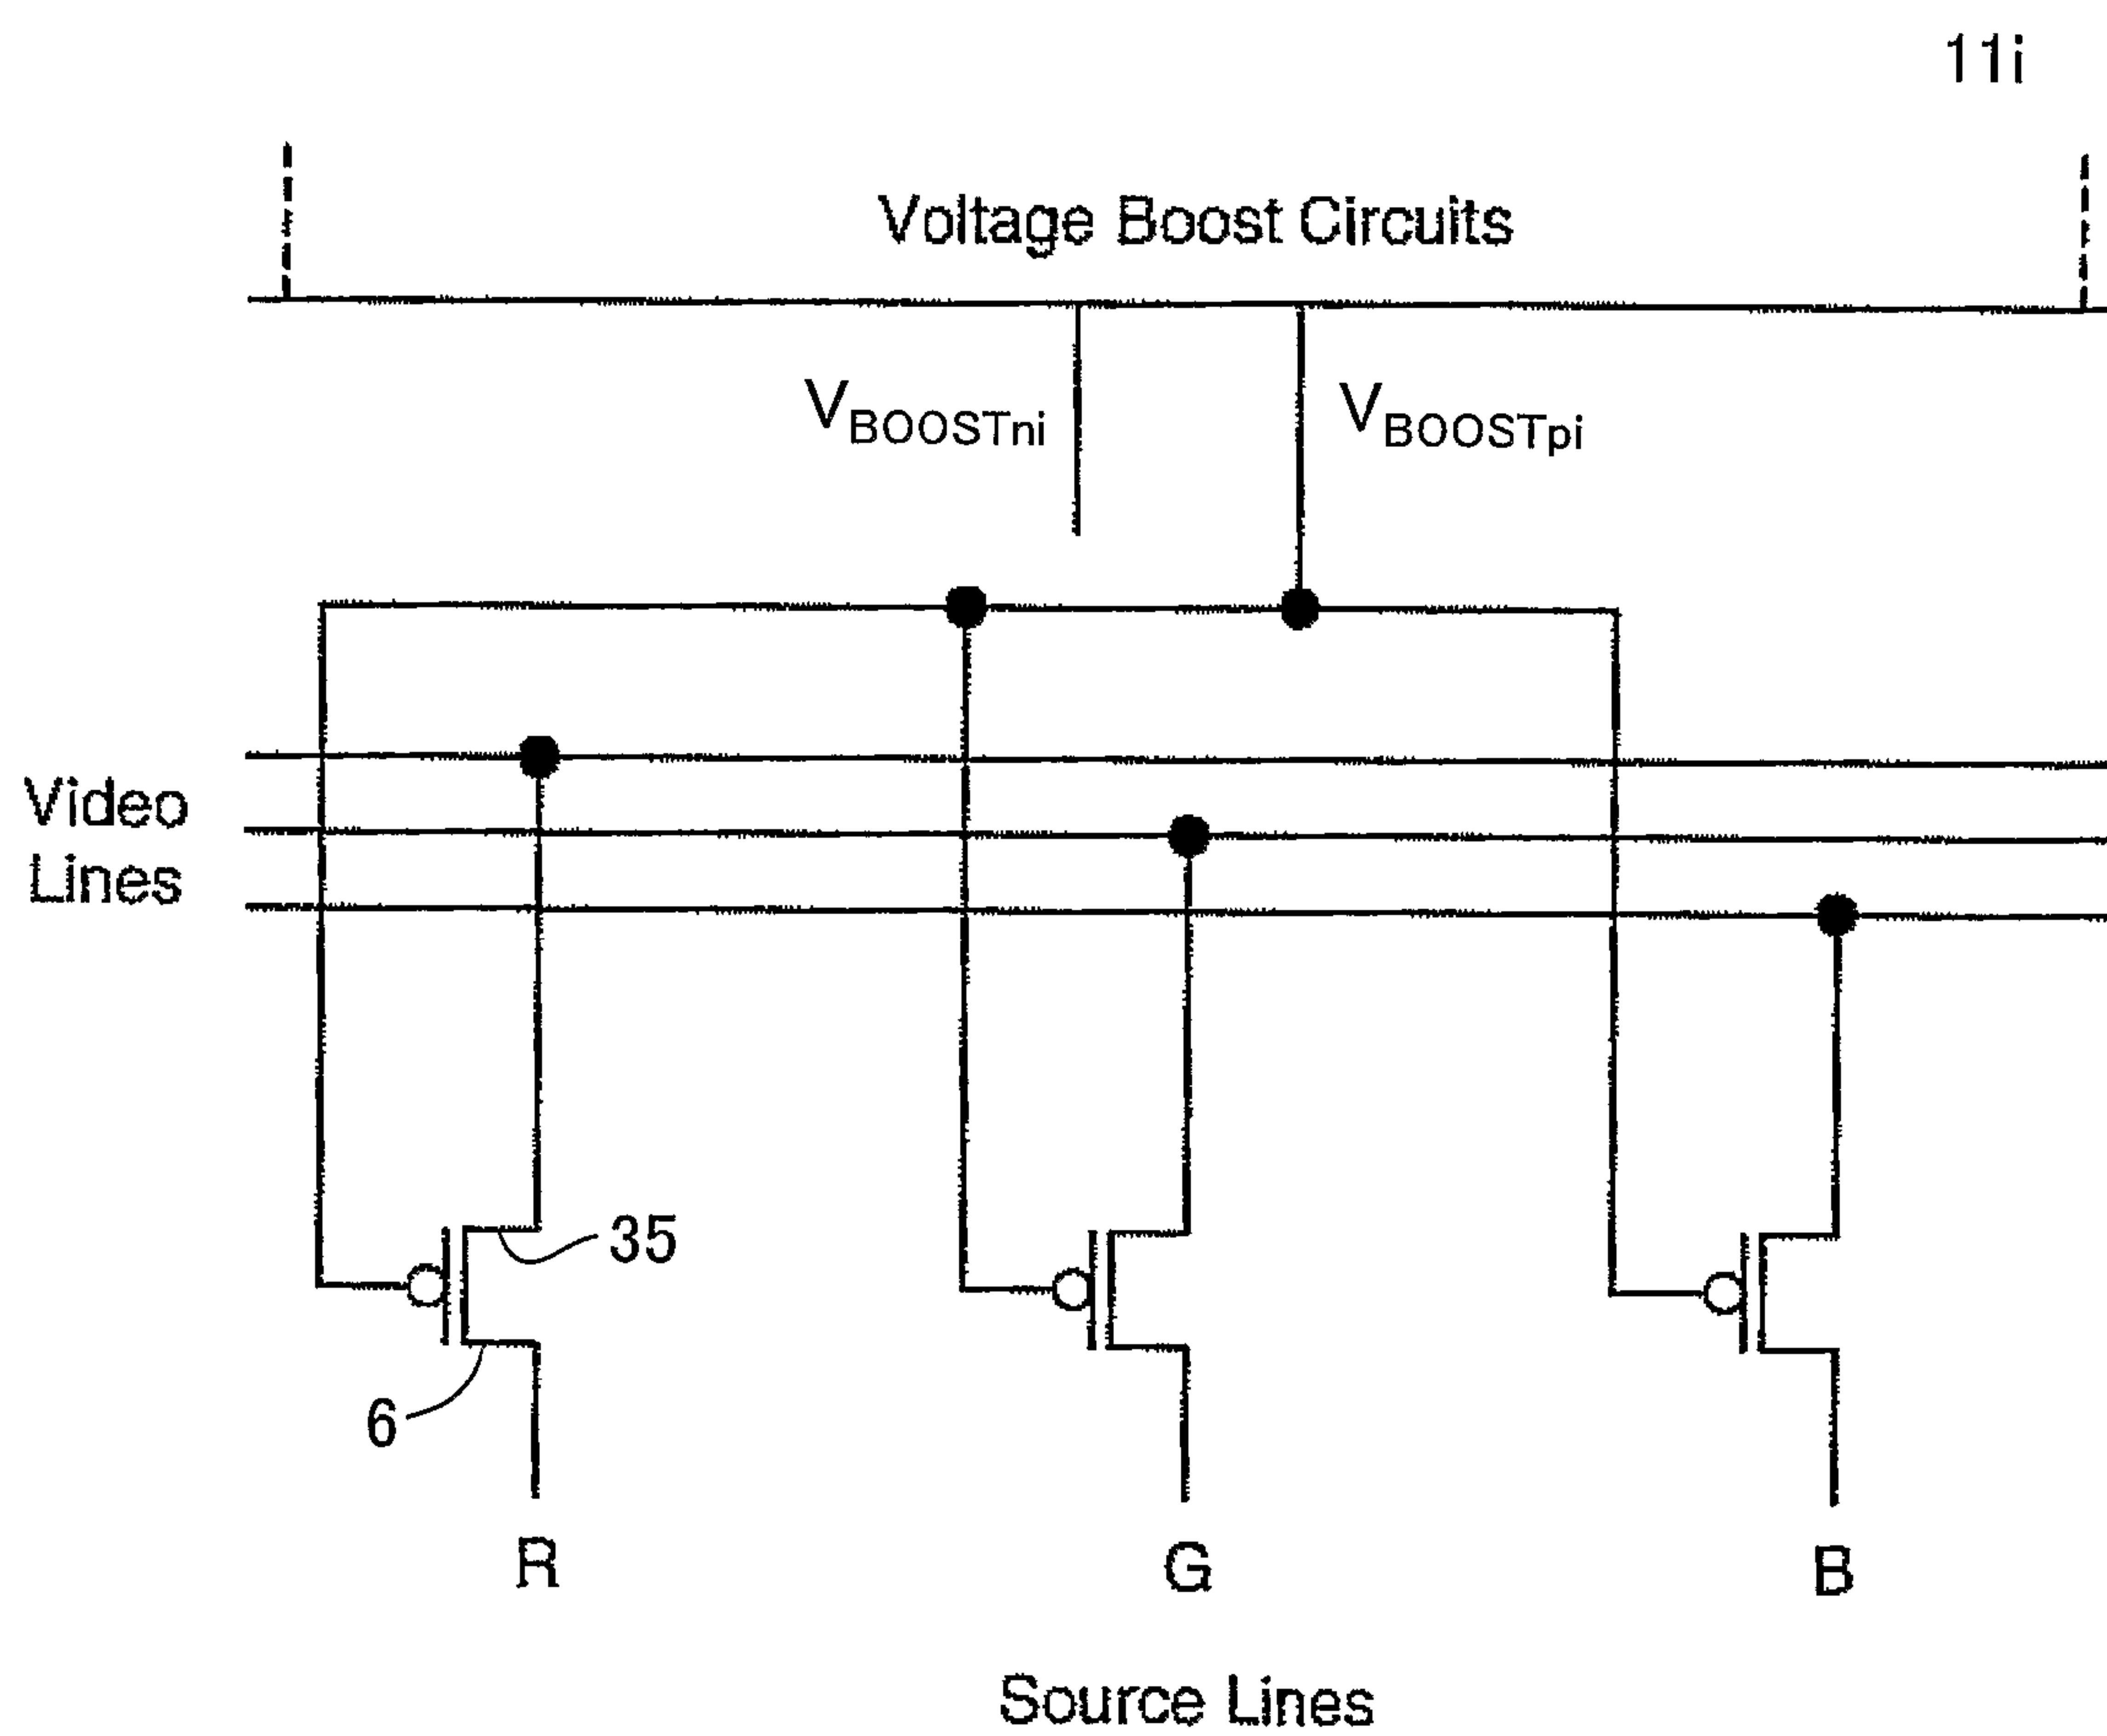 11i
Voltage Boost Circuits
VBOOSTni
VBOOSTpi
Video
Lines
35
6
R
G
B
Source Lines